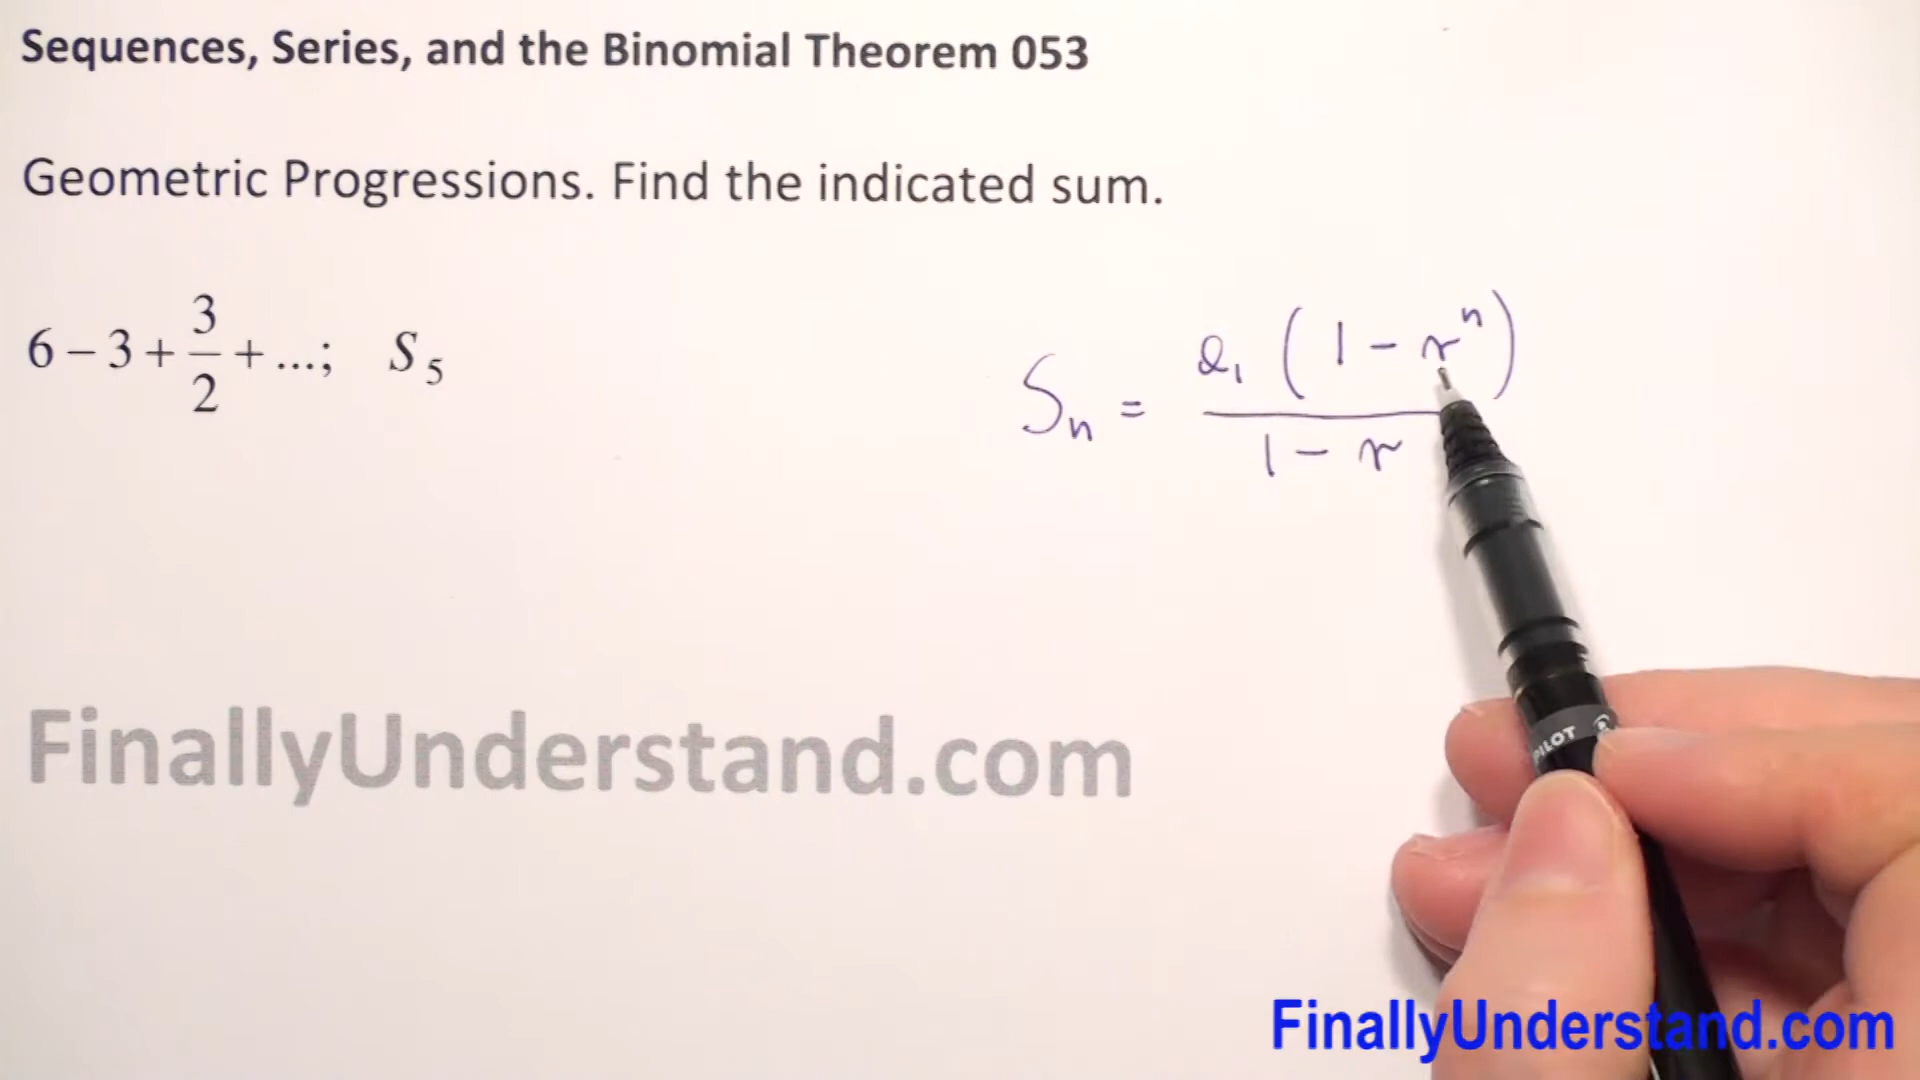 Sequences, Series, and the Binomial Theorem 053
Geometric Progressions. Find the indicated sum.
6 − 3 + 3/2 + ...; S₅
Sₙ = a₁ (1 − rⁿ) / 1 − r
FinallyUnderstand.com
PILOT
FinallyUnderstand.com